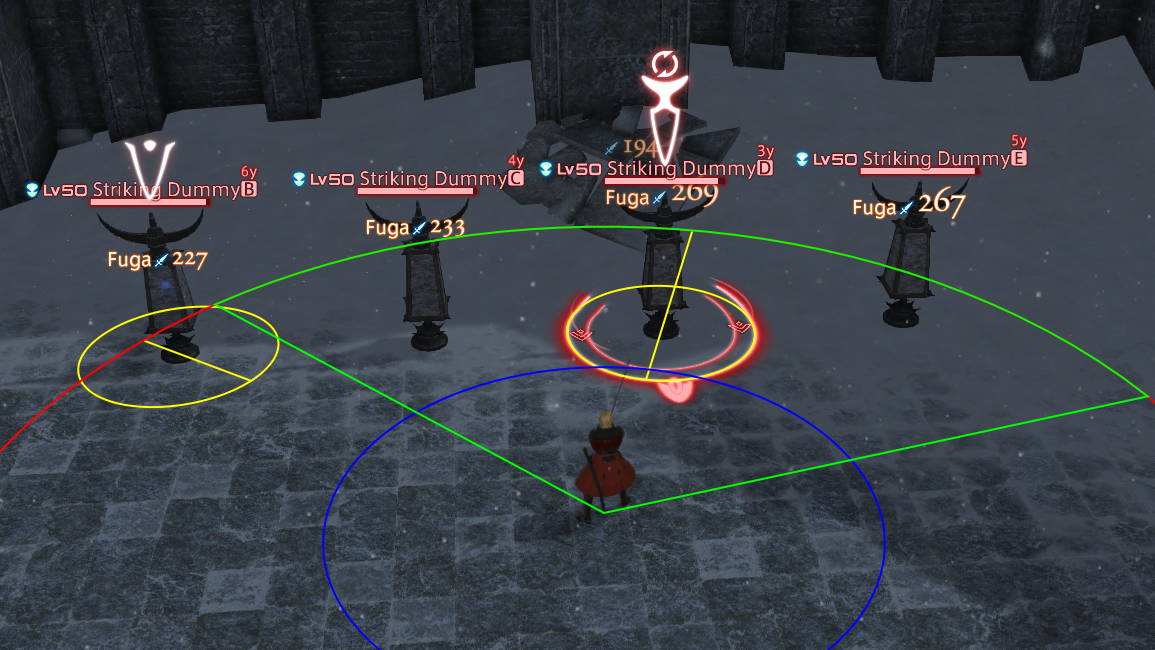 6y
Lv50 Striking Dummy B
Fuga 227
4y
Lv50 Striking Dummy C
Fuga 233
194
3y
Lv50 Striking Dummy D
Fuga 269
5y
Lv50 Striking Dummy E
Fuga 267